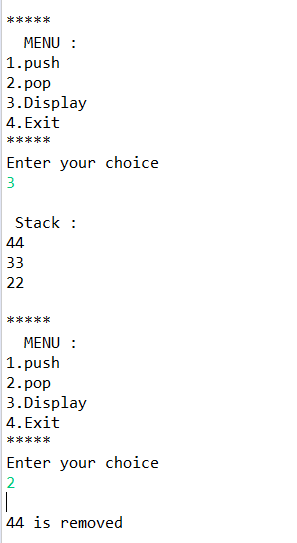 *****
  MENU :
1.push
2.pop
3.Display
4.Exit
*****
Enter your choice
3
 Stack :
44
33
22
*****
  MENU :
1.push
2.pop
3.Display
4.Exit
*****
Enter your choice
2
44 is removed